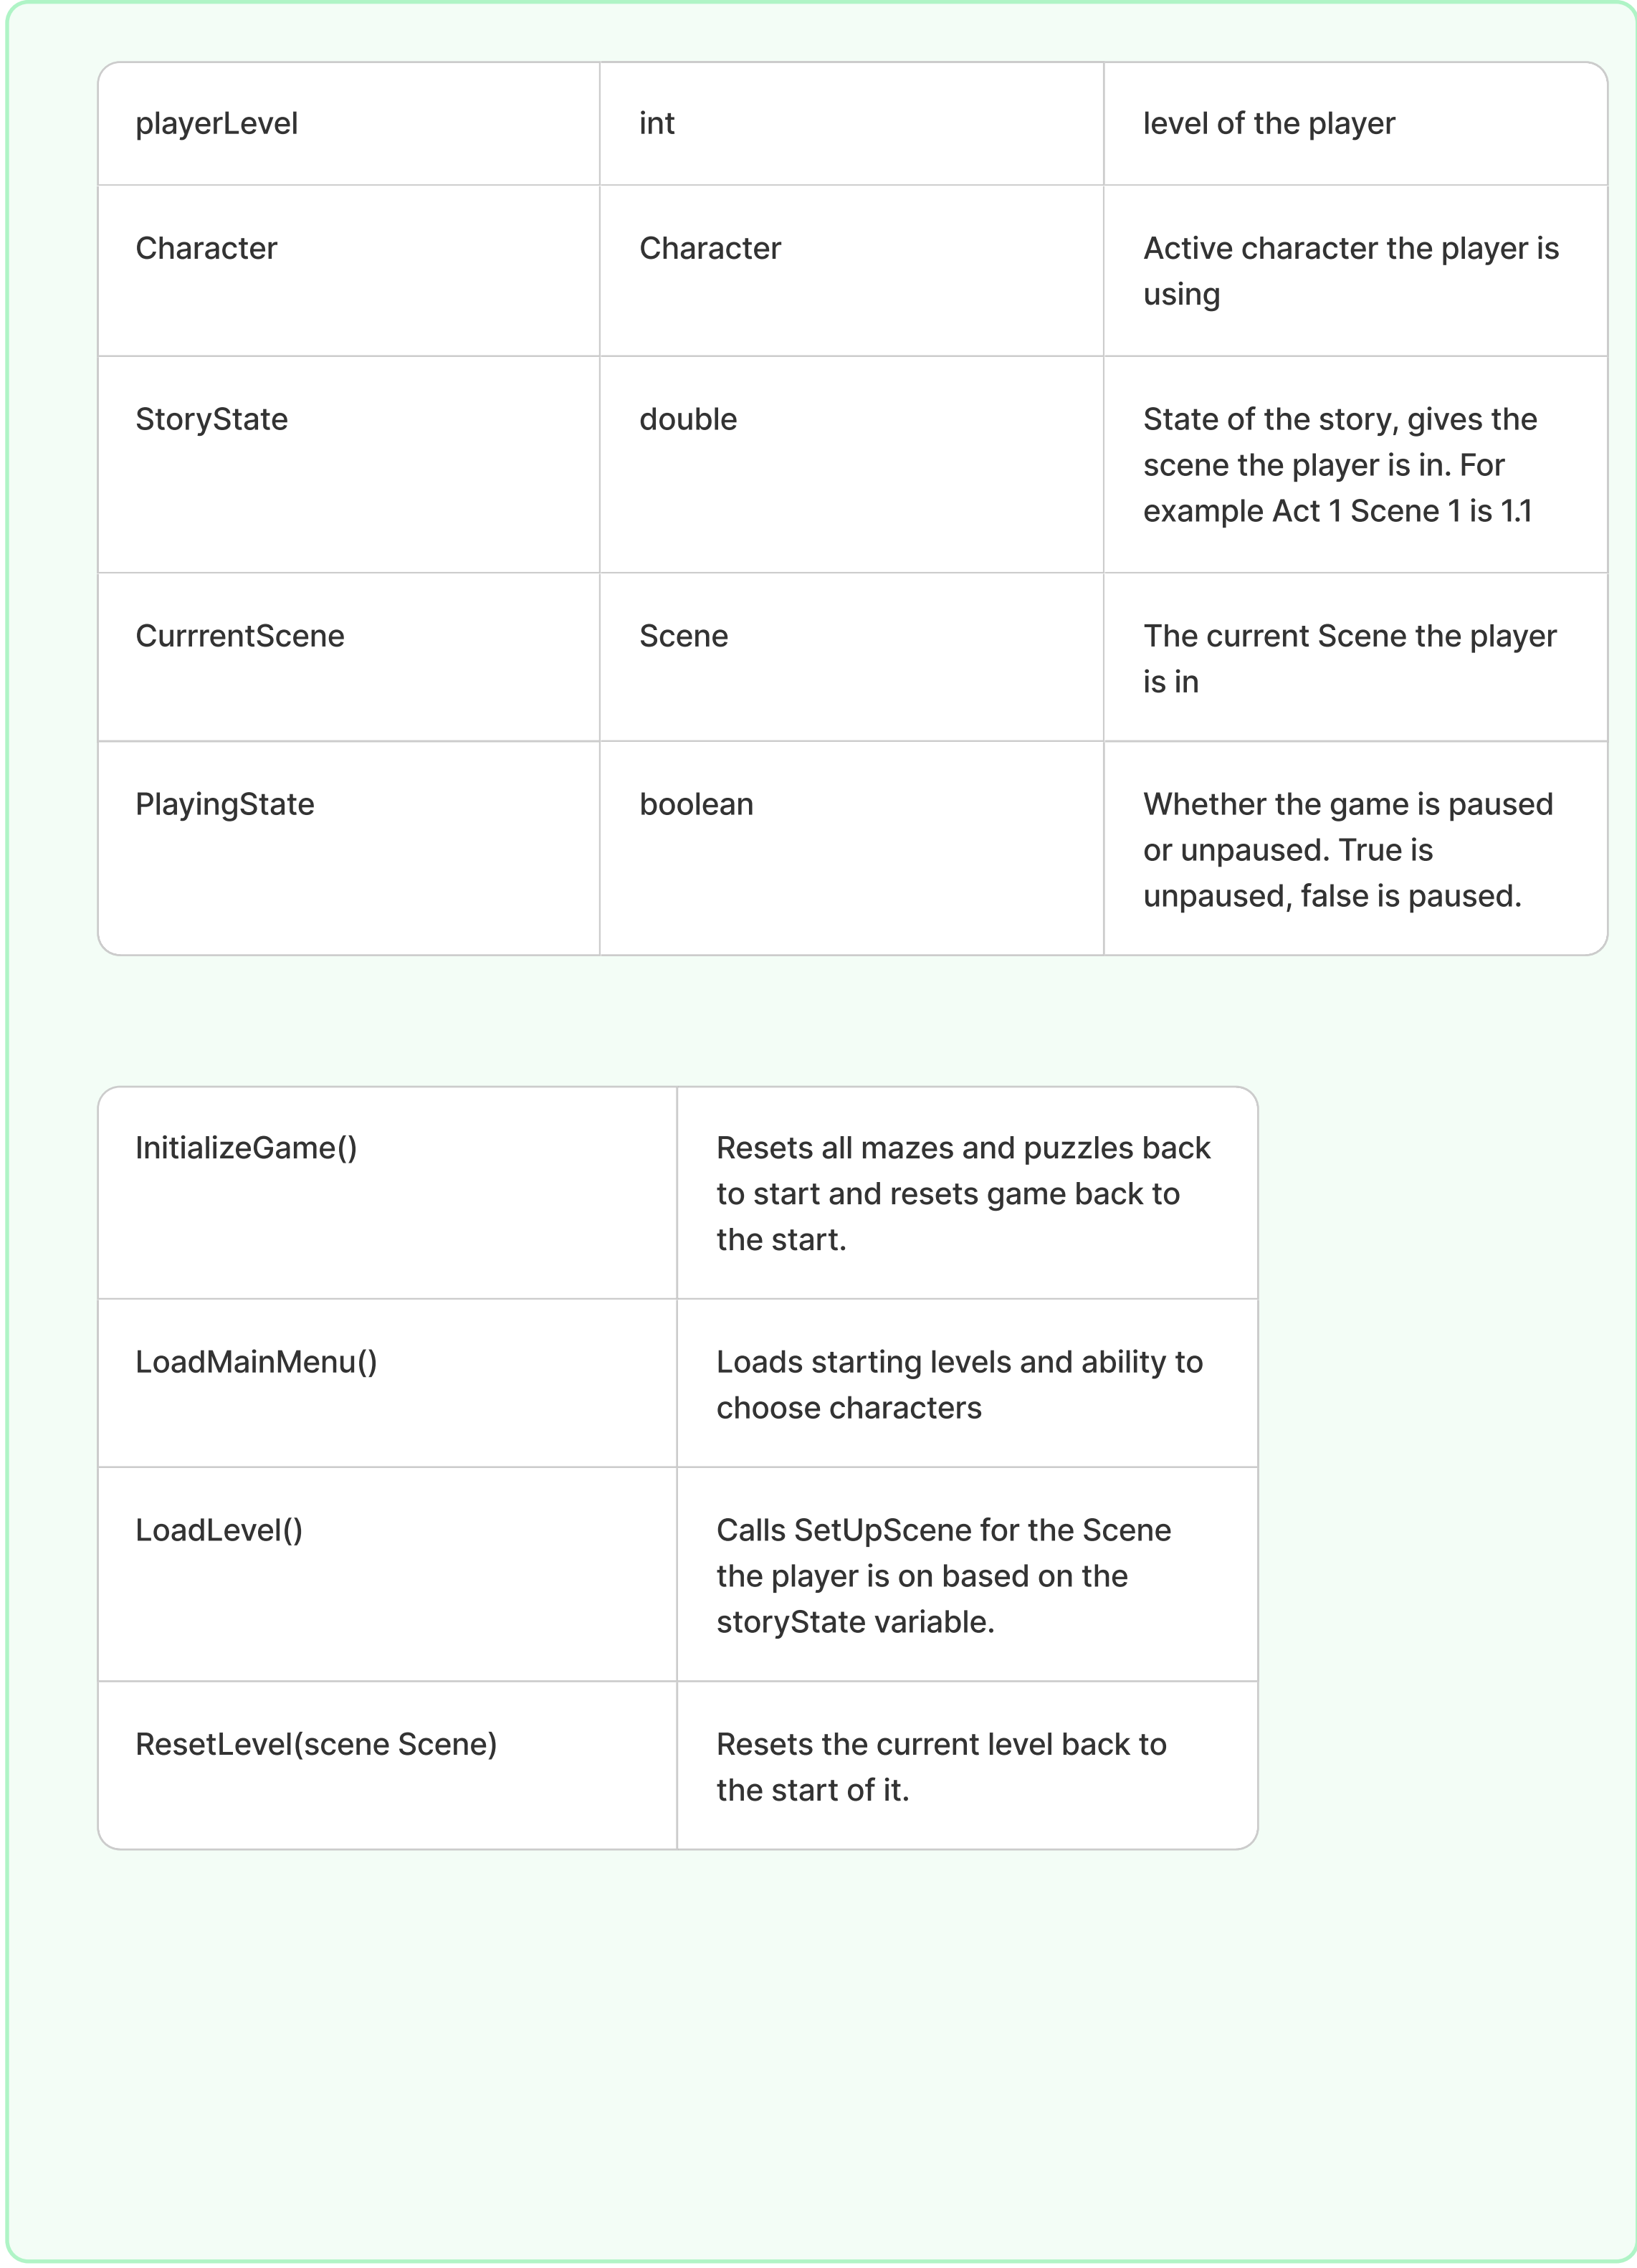 playerLevel
int
level of the player
Character
Character
Active character the player is
using
StoryState
double
State of the story, gives the
scene the player is in. For
example Act 1 Scene 1 is 1.1
CurrrentScene
Scene
The current Scene the player
is in
PlayingState
boolean
Whether the game is paused
or unpaused. True is
unpaused, false is paused.
InitializeGame()
Resets all mazes and puzzles back
to start and resets game back to
the start.
LoadMainMenu()
Loads starting levels and ability to
choose characters
LoadLevel()
Calls SetUpScene for the Scene
the player is on based on the
storyState variable.
ResetLevel(scene Scene)
Resets the current level back to
the start of it.